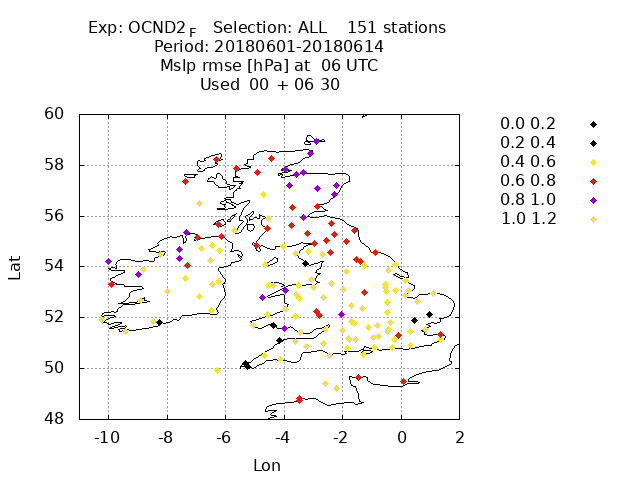 Exp: OCND2 F Selection: ALL 151 stations
Period: 20180601-20180614
Mslp rmse [hPa] at 06 UTC
Used 00 + 06 30
60
58
56
54
52
50
48
-10 -8 -6 -4 -2 0 2
Lat
Lon
0.0 0.2
0.2 0.4
0.4 0.6
0.6 0.8
0.8 1.0
1.0 1.2